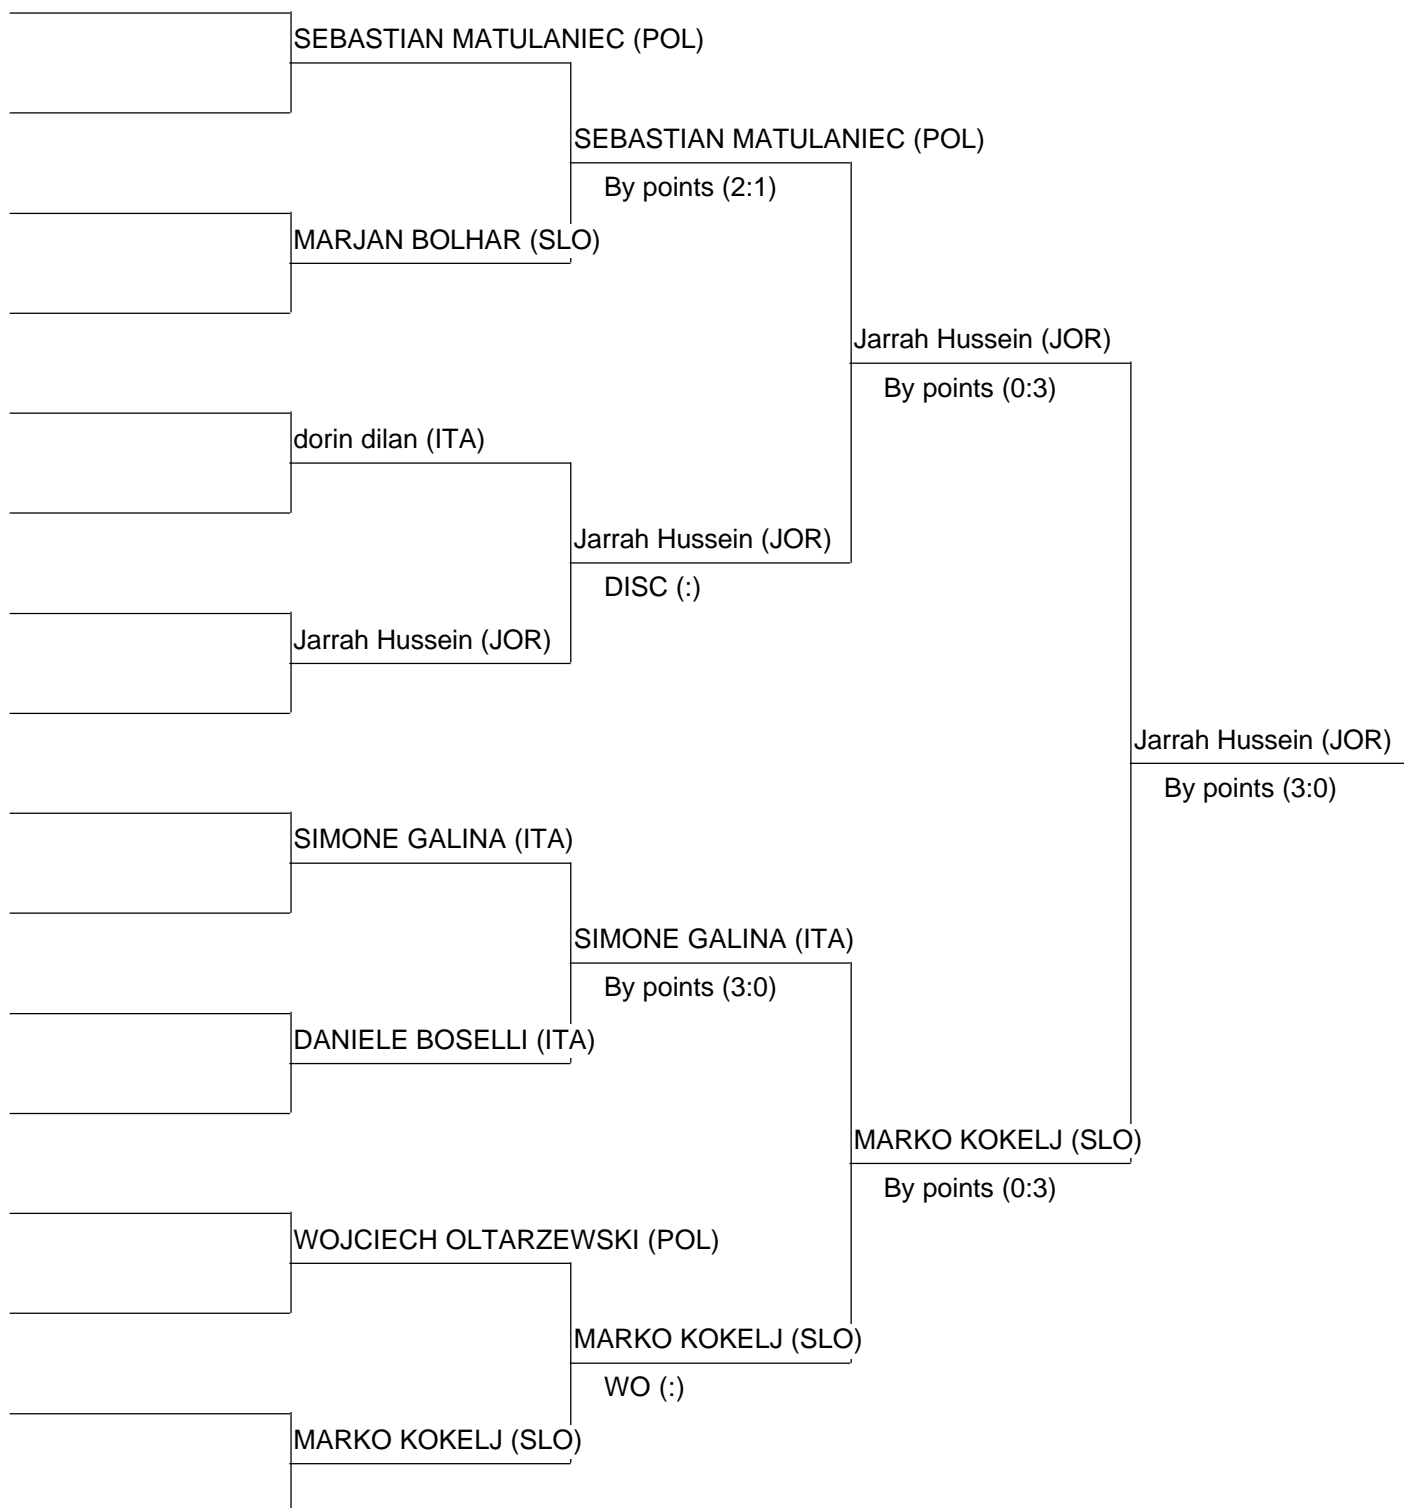 SEBASTIAN MATULANIEC (POL)
SEBASTIAN MATULANIEC (POL)
By points (2:1)
MARJAN BOLHAR (SLO)
Jarrah Hussein (JOR)
By points (0:3)
dorin dilan (ITA)
Jarrah Hussein (JOR)
DISC (:)
Jarrah Hussein (JOR)
Jarrah Hussein (JOR)
By points (3:0)
SIMONE GALINA (ITA)
SIMONE GALINA (ITA)
By points (3:0)
DANIELE BOSELLI (ITA)
MARKO KOKELJ (SLO)
By points (0:3)
WOJCIECH OLTARZEWSKI (POL)
MARKO KOKELJ (SLO)
WO (:)
MARKO KOKELJ (SLO)